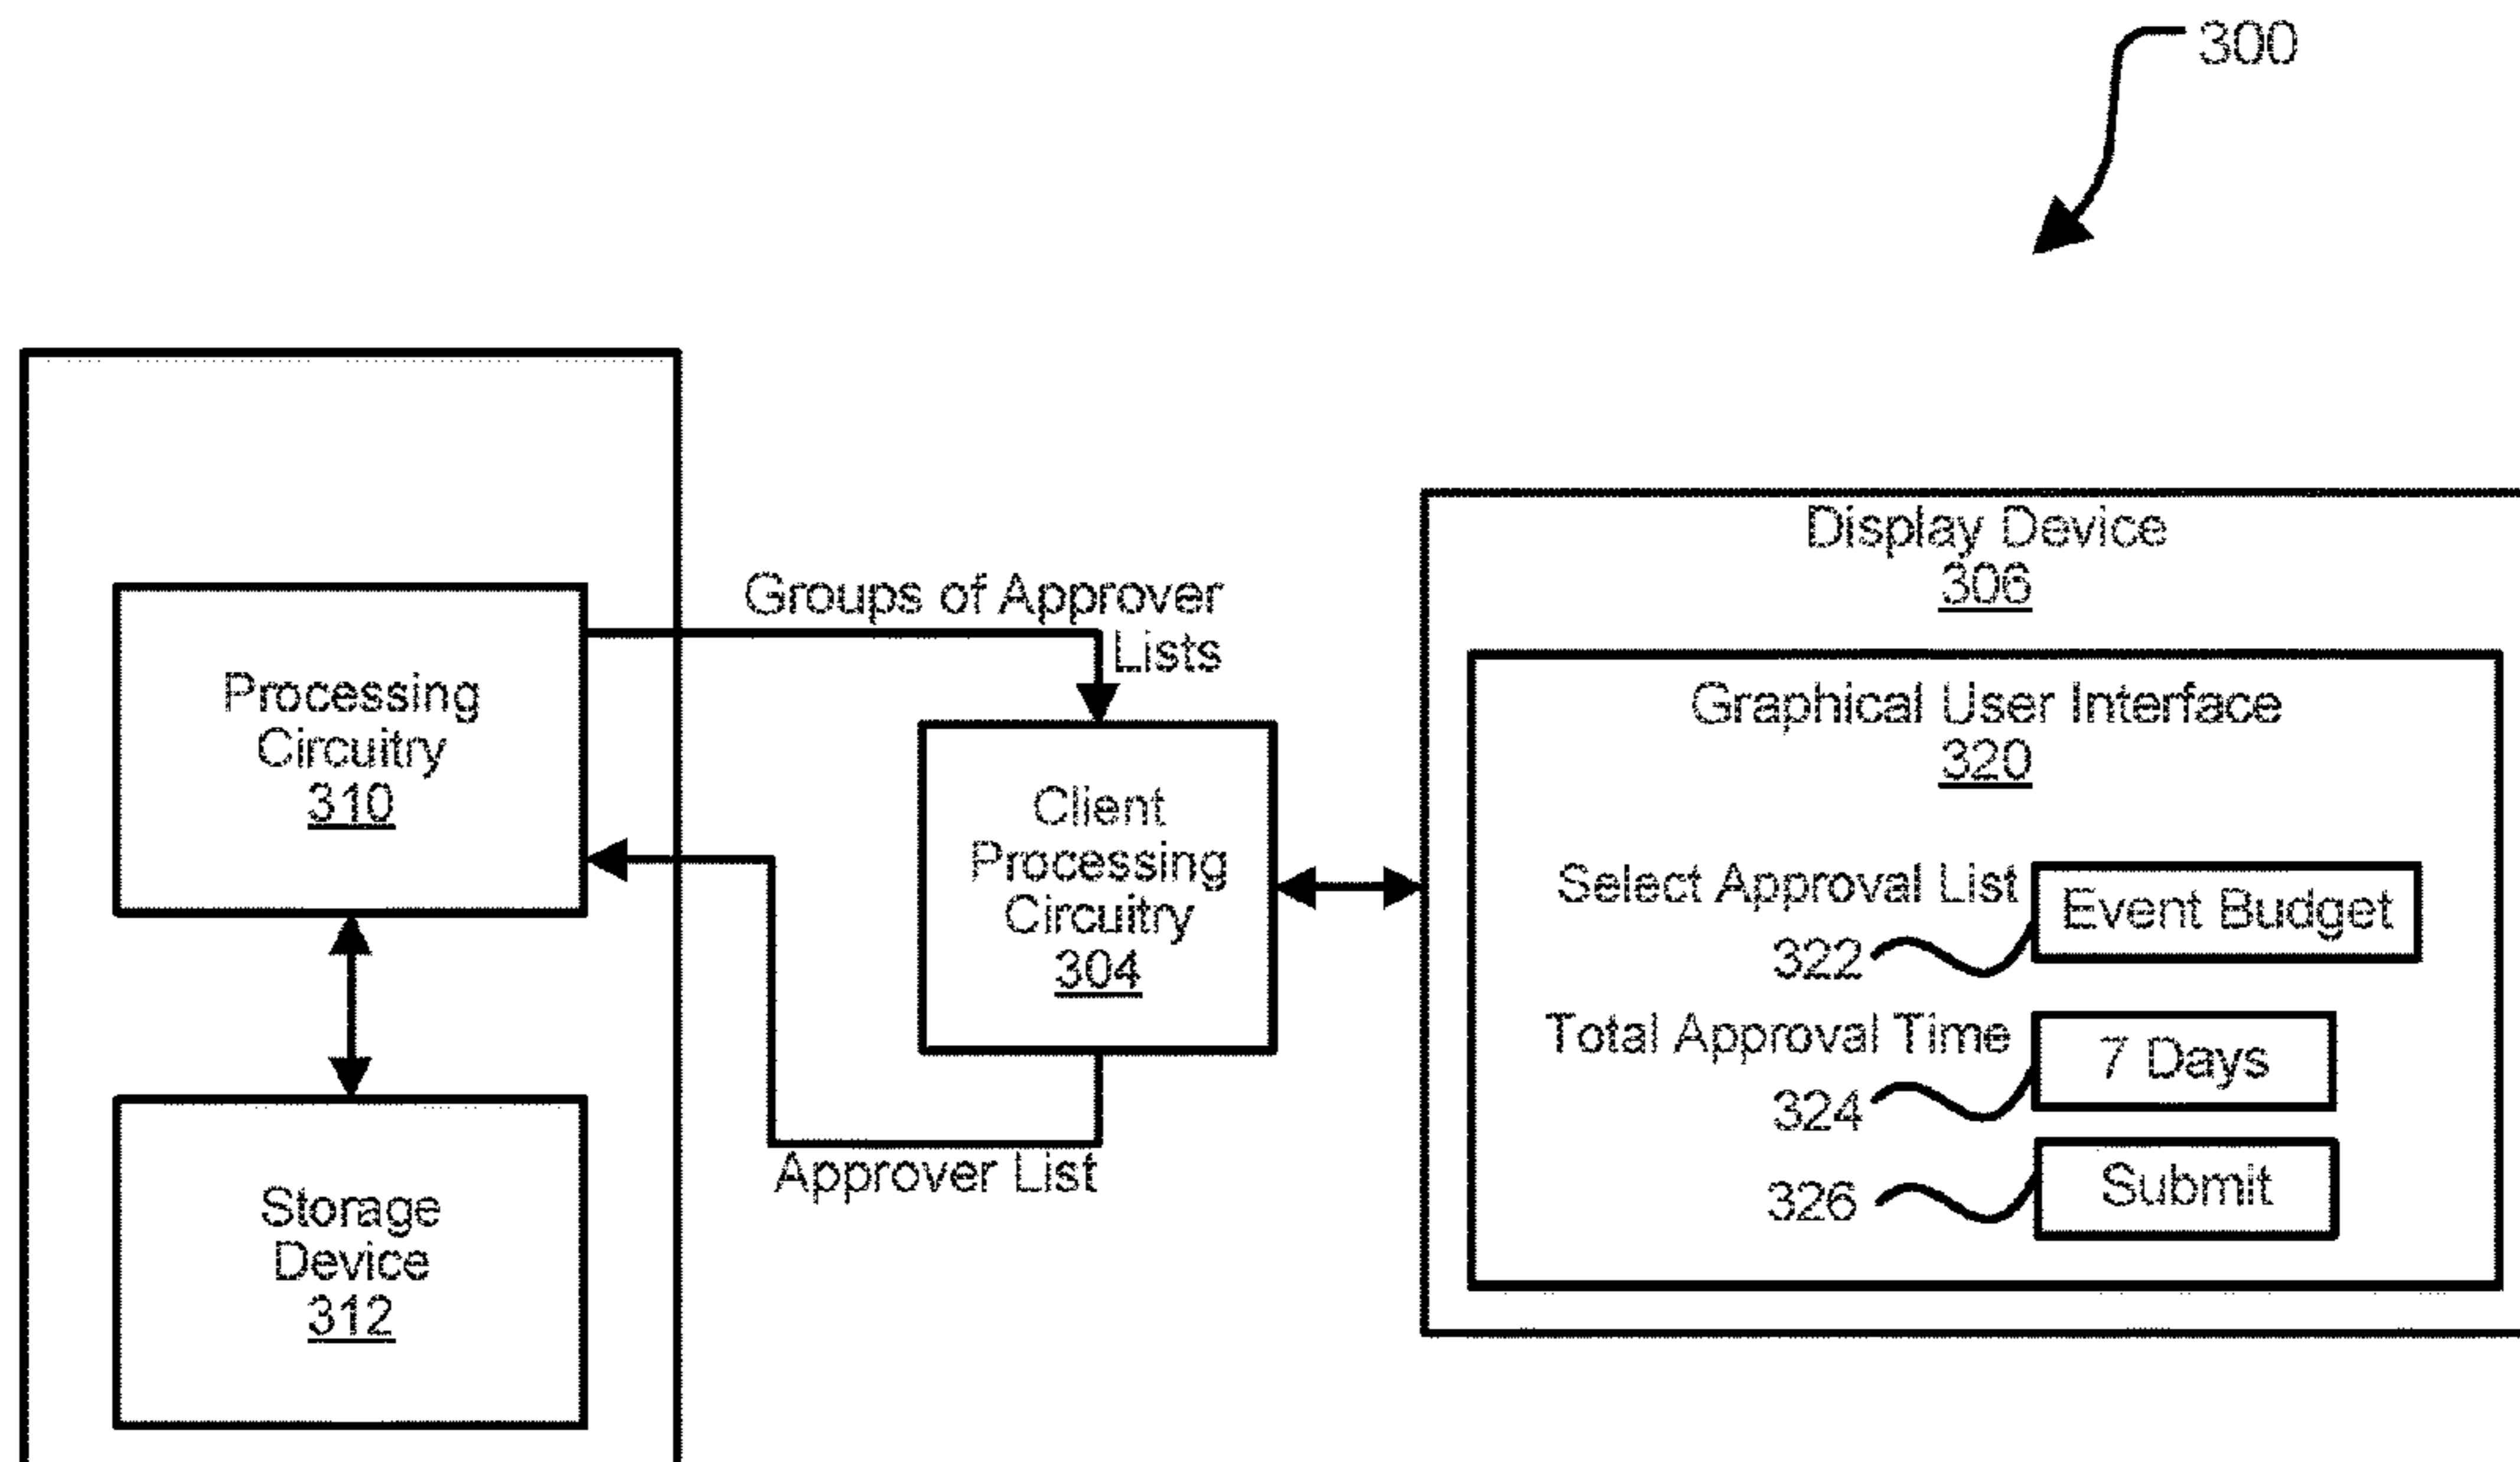 300
Groups of Approver
Lists
Processing
Circuitry
310
Storage
Device
312
Client
Processing
Circuitry
304
Approver List
Display Device
306
Graphical User Interface
320
Select Approval List
Event Budget
322
Total Approval Time
7 Days
324
Submit
326